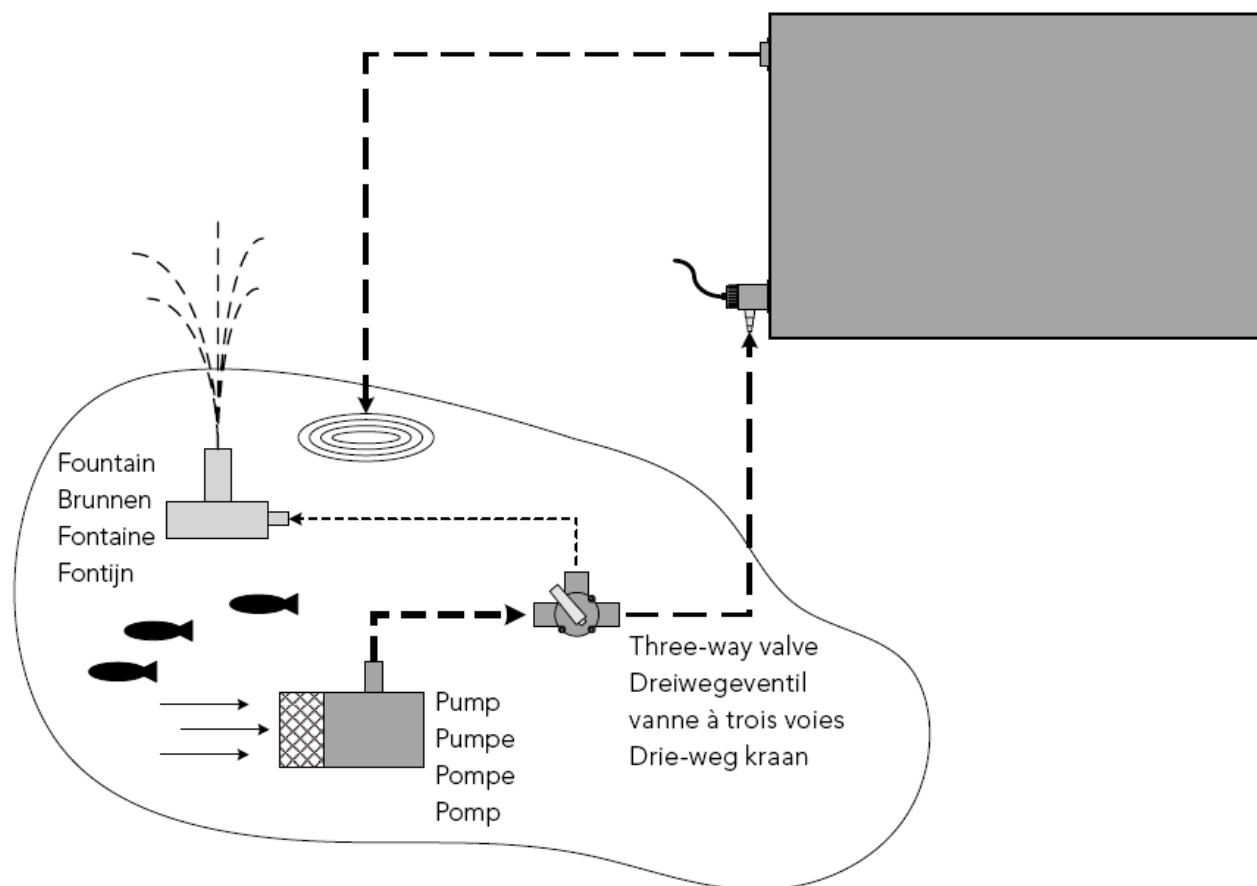 Fountain
Brunnen
Fontaine
Fontijn
Three-way valve
Dreiwegeventil
vanne à trois voies
Drie-weg kraan
Pump
Pumpe
Pompe
Pomp